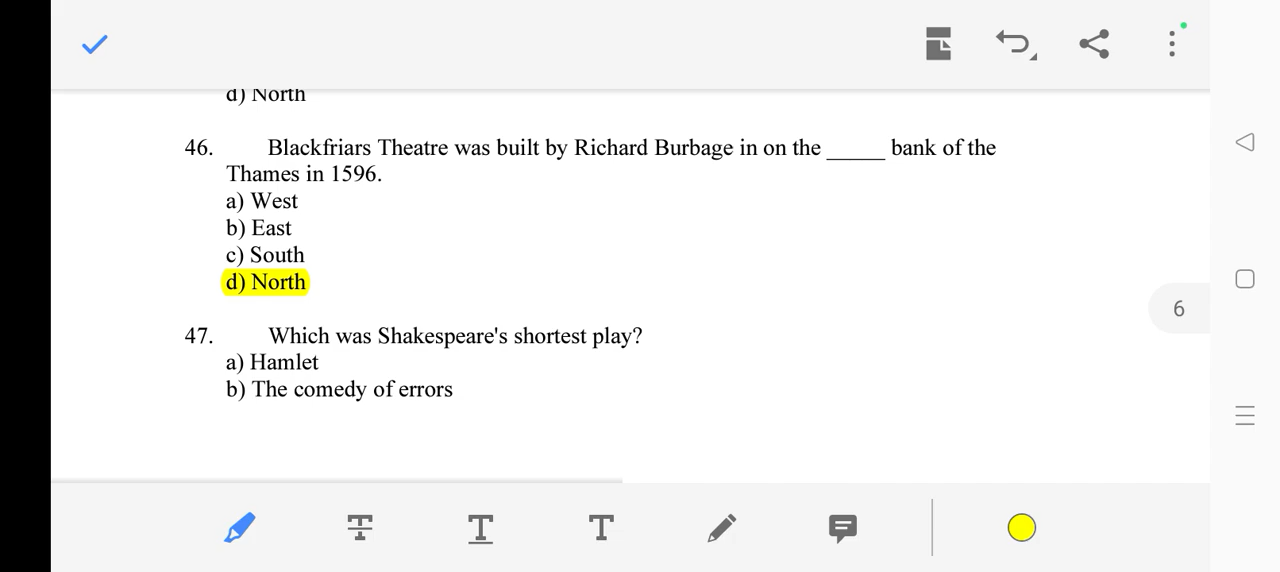 d) North
46. Blackfriars Theatre was built by Richard Burbage in on the _____ bank of the
Thames in 1596.
a) West
b) East
c) South
d) North
6
47. Which was Shakespeare's shortest play?
a) Hamlet
b) The comedy of errors
T T T